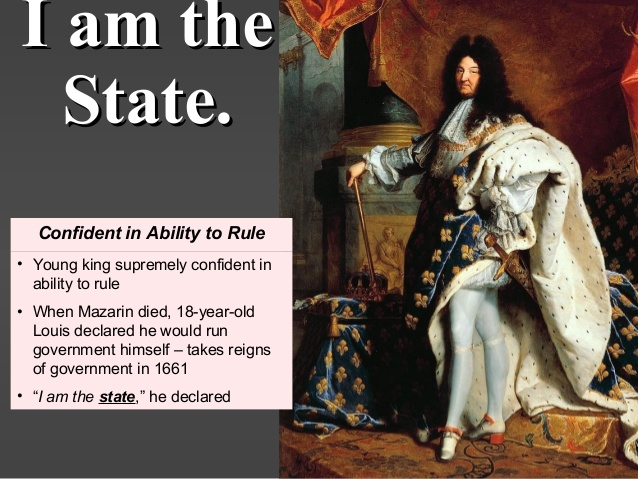 I am the
State.
Confident in Ability to Rule
• Young king supremely confident in
ability to rule
• When Mazarin died, 18-year-old
Louis declared he would run
government himself – takes reigns
of government in 1661
• “I am the state,” he declared